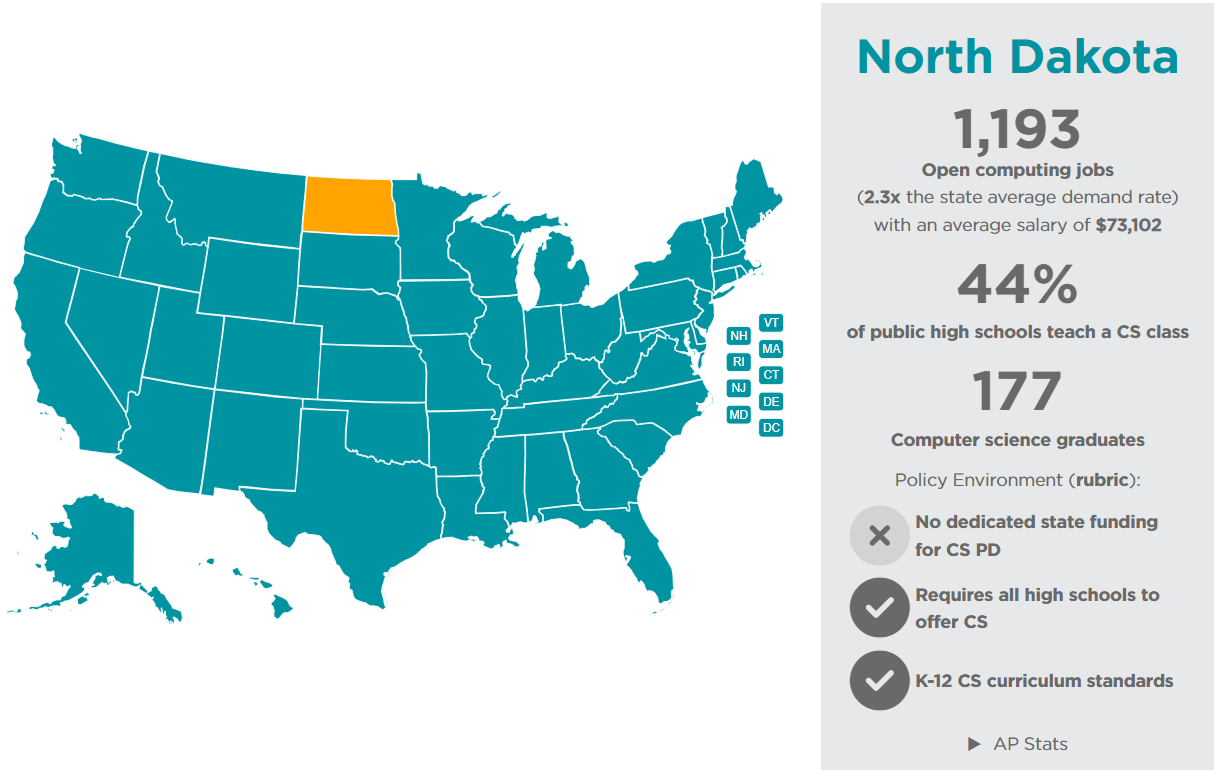 VT
NH
MA
RI
CT
NJ
DE
MD
DC
North Dakota
1,193
Open computing jobs
(2.3x the state average demand rate)
with an average salary of $73,102
44%
of public high schools teach a CS class
177
Computer science graduates
Policy Environment (rubric):
No dedicated state funding
for CS PD
Requires all high schools to
offer CS
K-12 CS curriculum standards
AP Stats